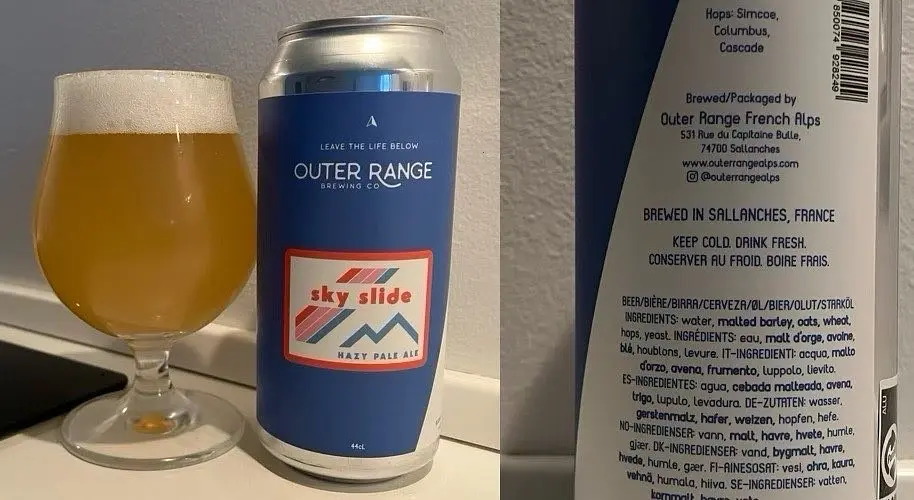 LEAVE THE LIFE BELOW
OUTER RANGE
BREWING CO
sky slide
HAZY PALE ALE
44cL
Hops: Simcoe,
Columbus,
Cascade
850074 928249
Brewed/Packaged by
Outer Range French Alps
531 Rue du Capitaine Bulle,
74700 Sallanches
www.outerrangealps.com
@outerrangealps
BREWED IN SALLANCHES, FRANCE
KEEP COLD. DRINK FRESH.
CONSERVER AU FROID. BOIRE FRAIS.
BEER/BIÈRE/BIRRA/CERVEZA/ØL/BIER/OLUT/STARKÖL
INGREDIENTS: water, malted barley, oats, wheat,
hops, yeast. INGRÉDIENTS: eau, malt d'orge, avoine,
blé, houblons, levure. IT-INGREDIENTI: acqua, malto
d'orzo, avena, frumento, luppolo, lievito.
ES-INGREDIENTES: agua, cebada malteada, avena,
trigo, lupulo, levadura. DE-ZUTATEN: wasser,
gerstenmalz, hafer, weizen, hopfen, hefe.
NO-INGREDIENSER: vann, malt, havre, hvete, humle,
gjær. DK-INGREDIENSER: vand, bygmalt, havre,
hvede, humle, gær. FI-AINESOSAT: vesi, ohra, kaura,
vehnä, humala, hiiva. SE-INGREDIENSER: vatten,
kornmalt, havre, vete
ALU